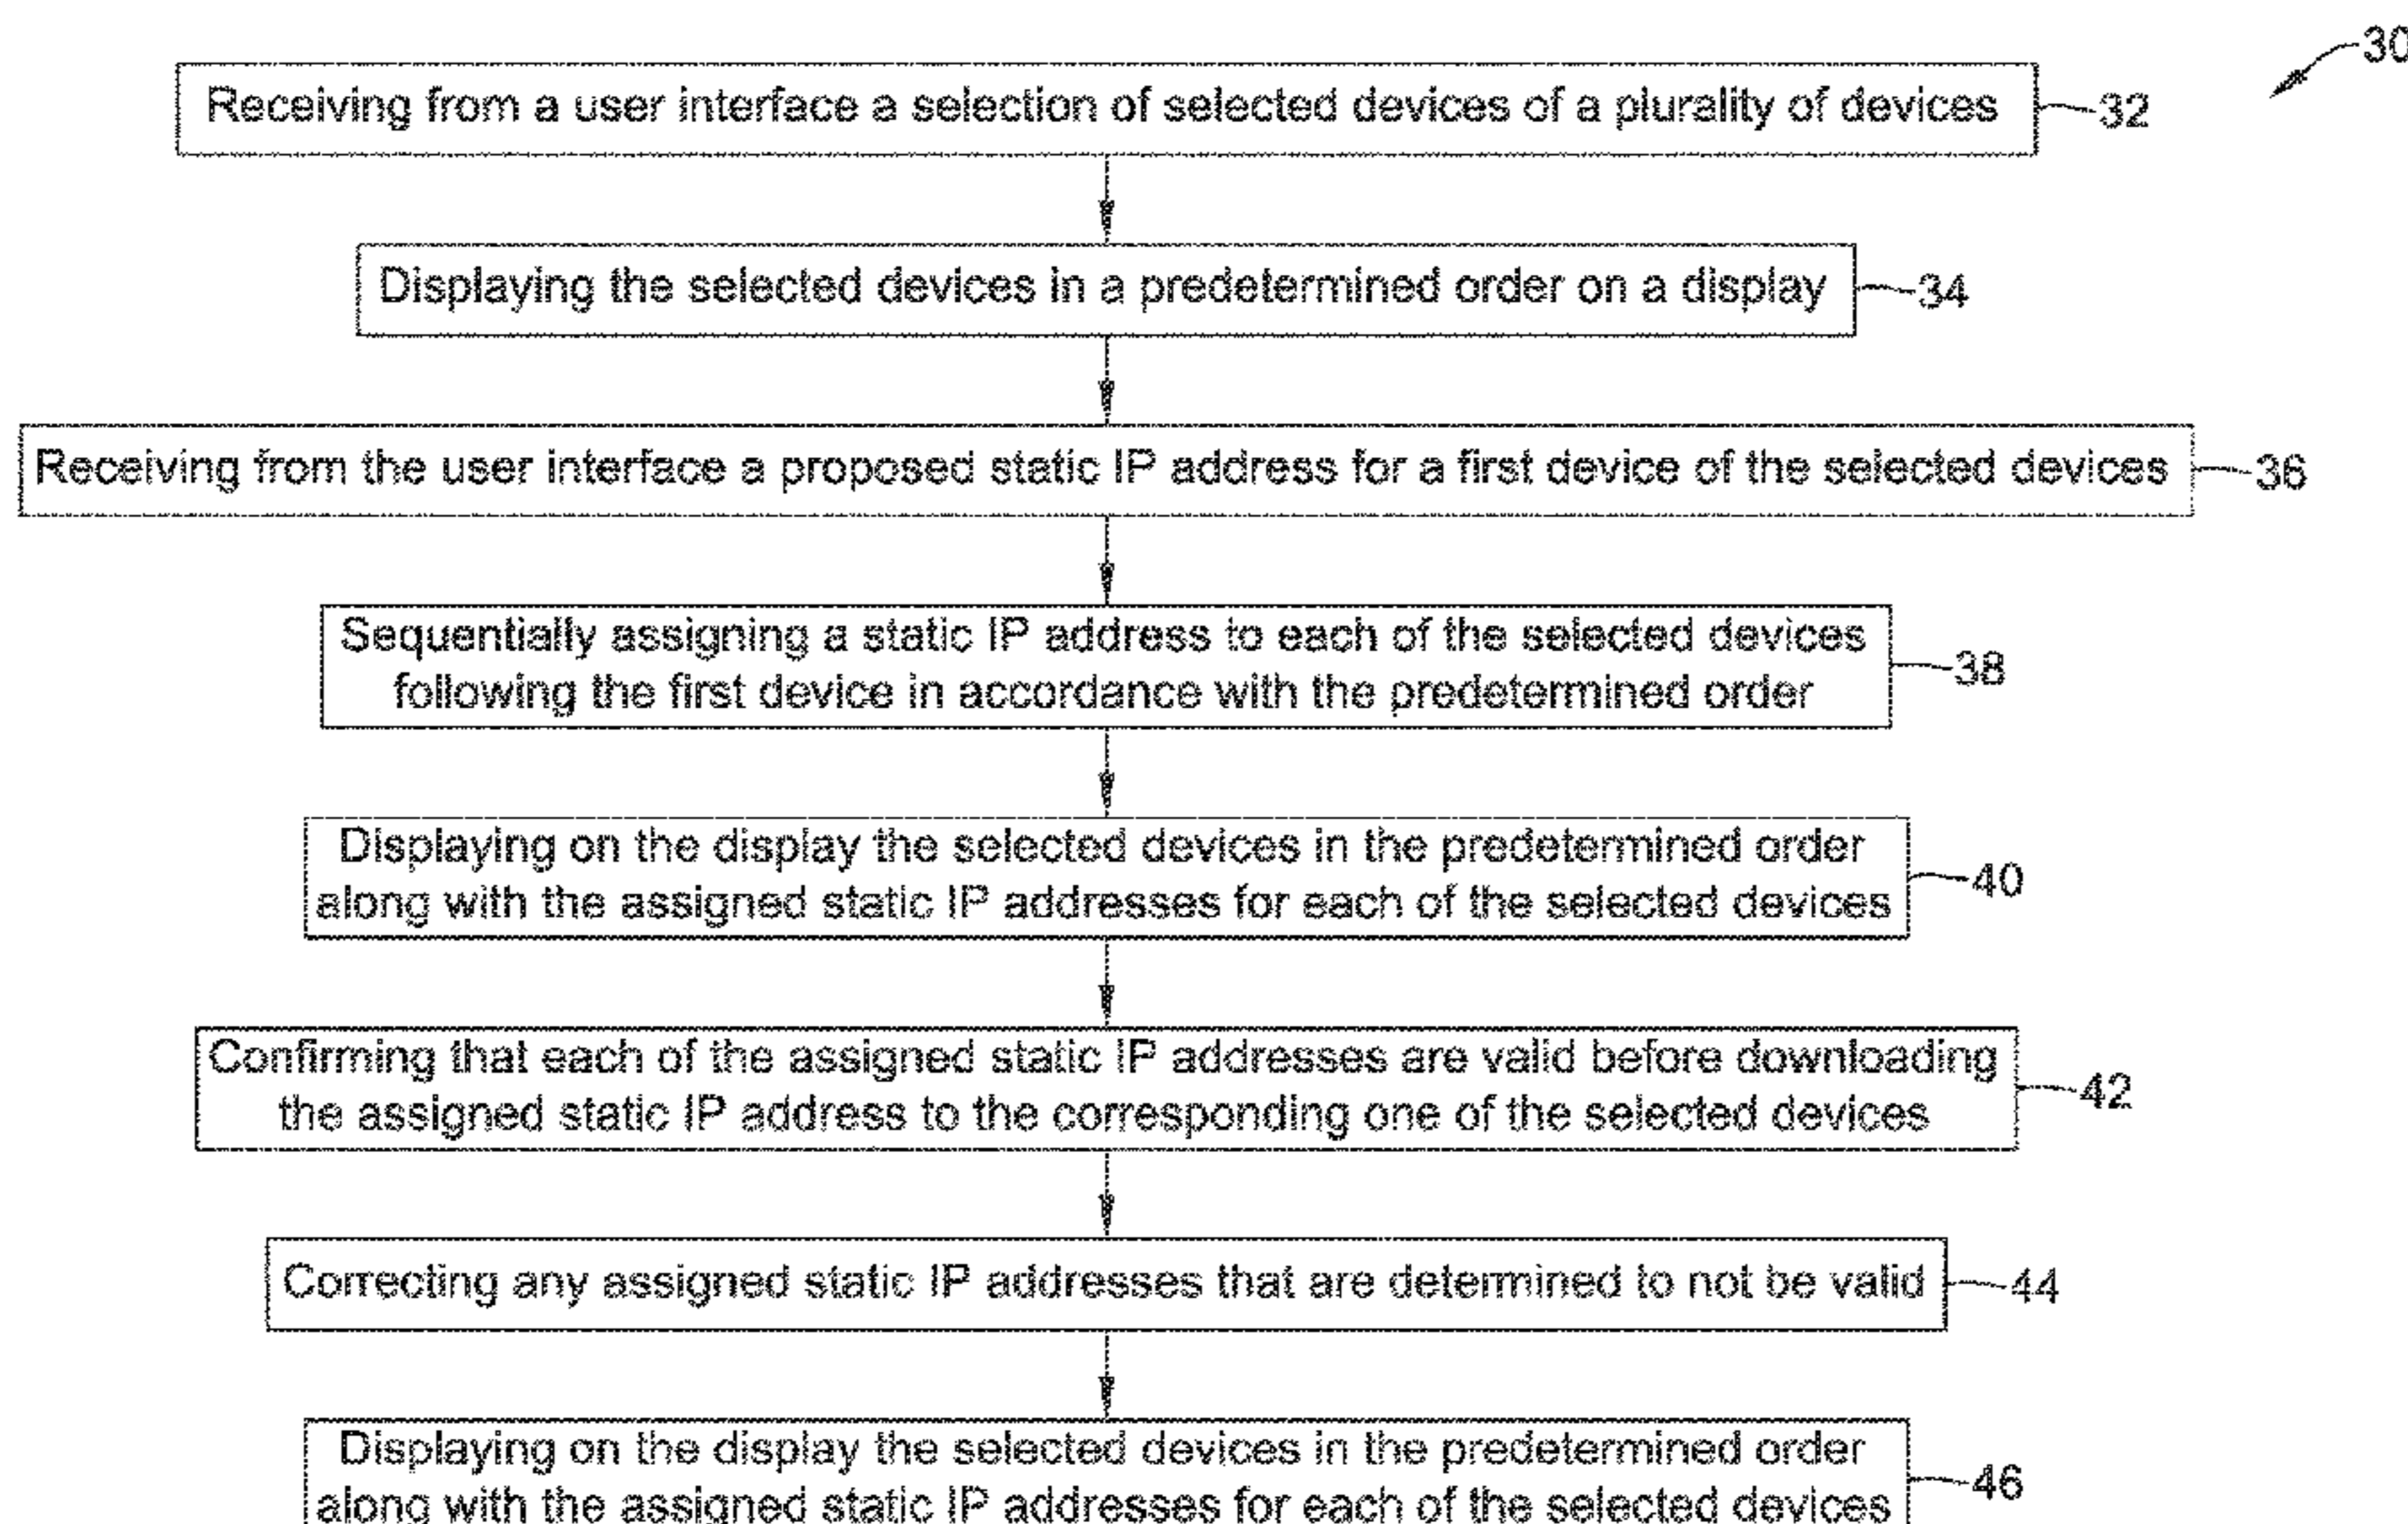 30
Receiving from a user interface a selection of selected devices of a plurality of devices
32
Displaying the selected devices in a predetermined order on a display
34
Receiving from the user interface a proposed static IP address for a first device of the selected devices
36
Sequentially assigning a static IP address to each of the selected devices
following the first device in accordance with the predetermined order
38
Displaying on the display the selected devices in the predetermined order
along with the assigned static IP addresses for each of the selected devices
40
Confirming that each of the assigned static IP addresses are valid before downloading
the assigned static IP address to the corresponding one of the selected devices
42
Correcting any assigned static IP addresses that are determined to not be valid
44
Displaying on the display the selected devices in the predetermined order
along with the assigned static IP addresses for each of the selected devices
46